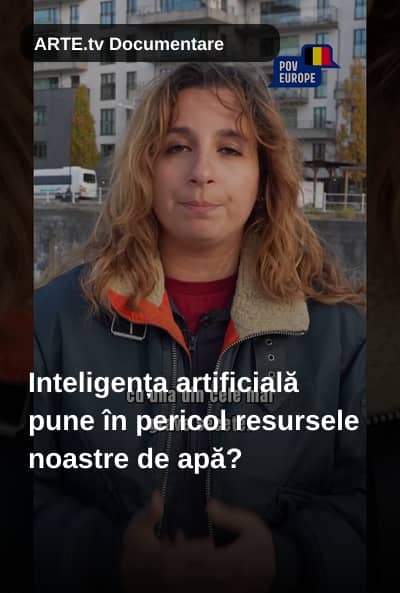 ARTE.tv Documentare
POV
EUROPE
Inteligența artificială
pune în pericol resursele
noastre de apă?